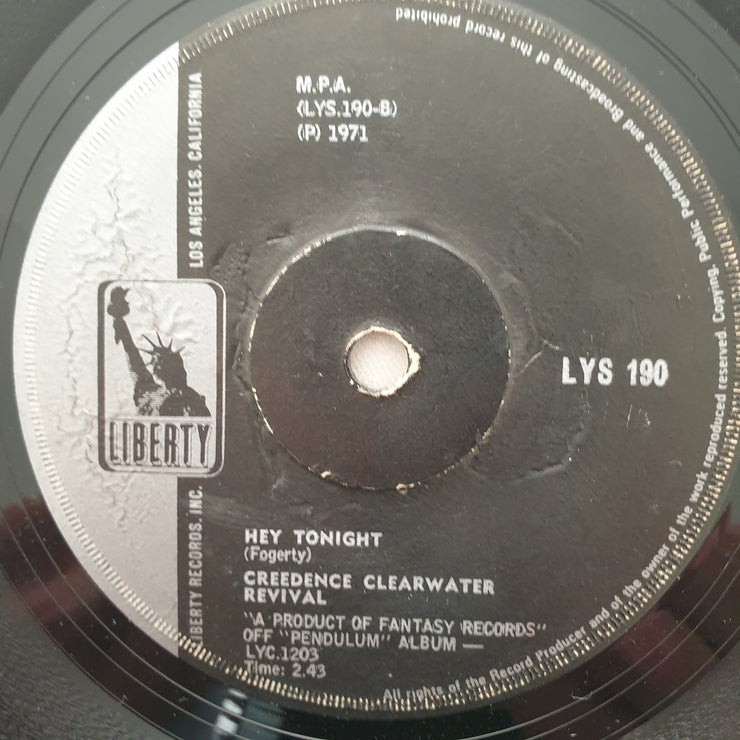 M.P.A.
(LYS.190-B)
(P) 1971
LIBERTY RECORDS, INC. LOS ANGELES, CALIFORNIA
LIBERTY
LYS 190
HEY TONIGHT
(Fogerty)
CREEDENCE CLEARWATER
REVIVAL
"A PRODUCT OF FANTASY RECORDS"
OFF "PENDULUM" ALBUM —
LYC.1203
Time: 2.43
All rights of the Record Producer and of the owner of the work reproduced reserved. Copying, Public Performance and Broadcasting of this record prohibited